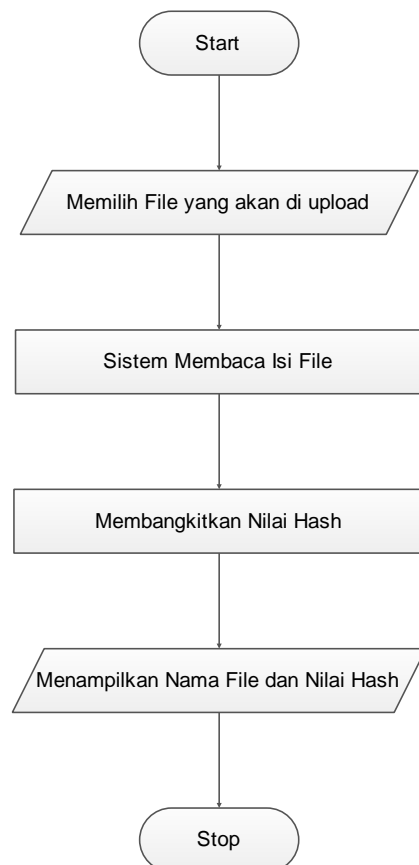 Start
Memilih File yang akan di upload
Sistem Membaca Isi File
Membangkitkan Nilai Hash
Menampilkan Nama File dan Nilai Hash
Stop